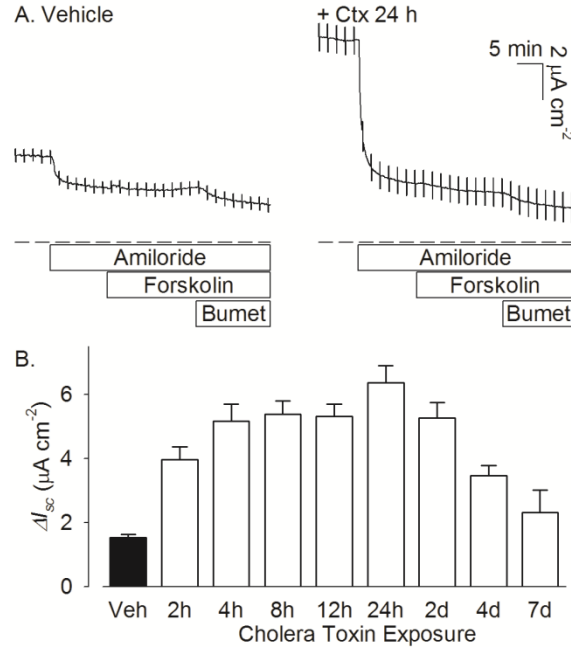 A. Vehicle
+ Ctx 24 h
5 min
2 μA cm-2
Amiloride
Forskolin
Bumet
Amiloride
Forskolin
Bumet
B.
6
4
2
0
ΔIsc (μA cm-2)
Veh 2h 4h 8h 12h 24h 2d 4d 7d
Cholera Toxin Exposure